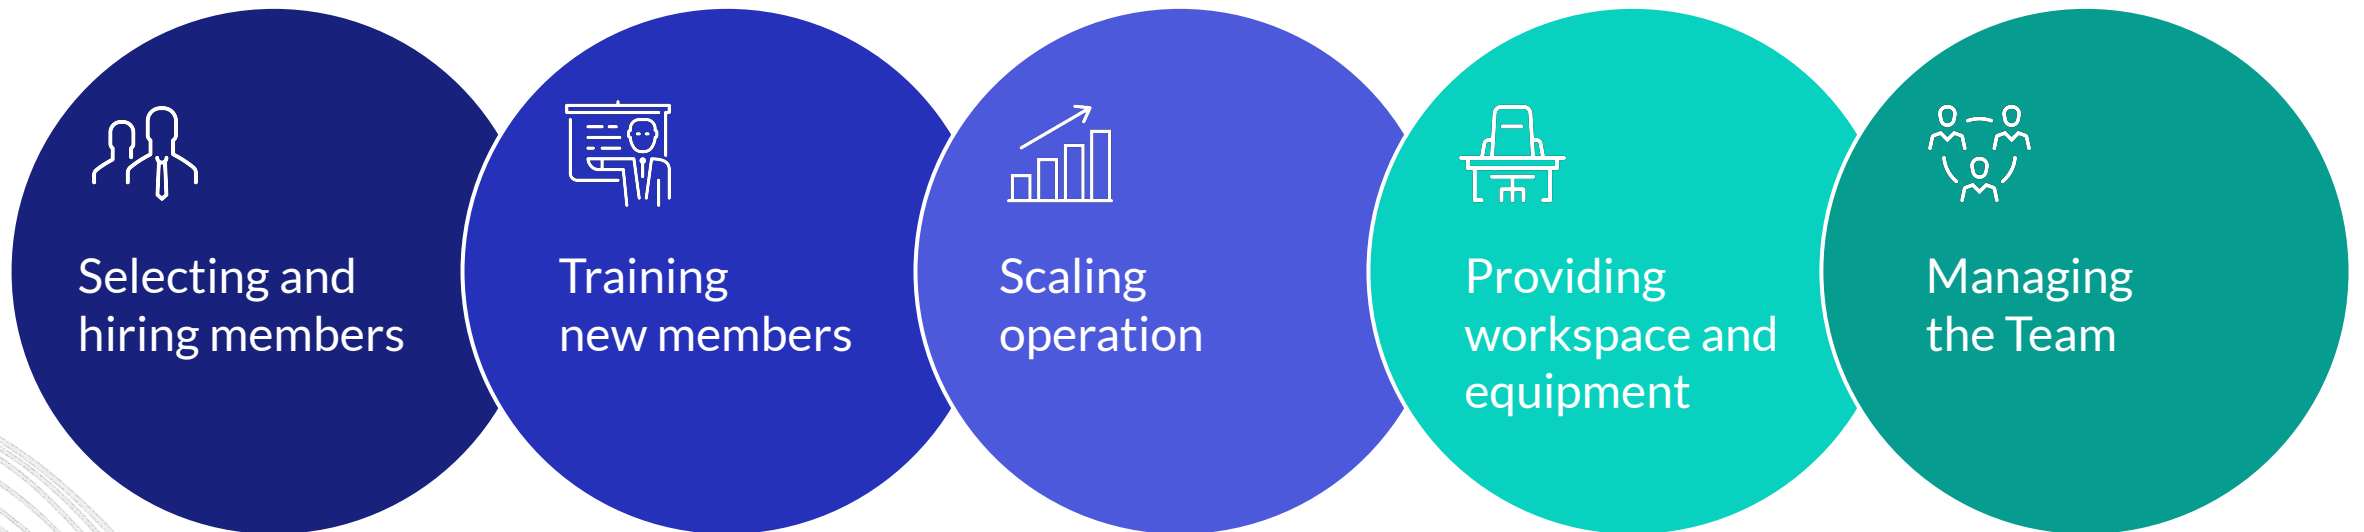 Selecting and
hiring members
Training
new members
Scaling
operation
Providing
workspace and
equipment
Managing
the Team